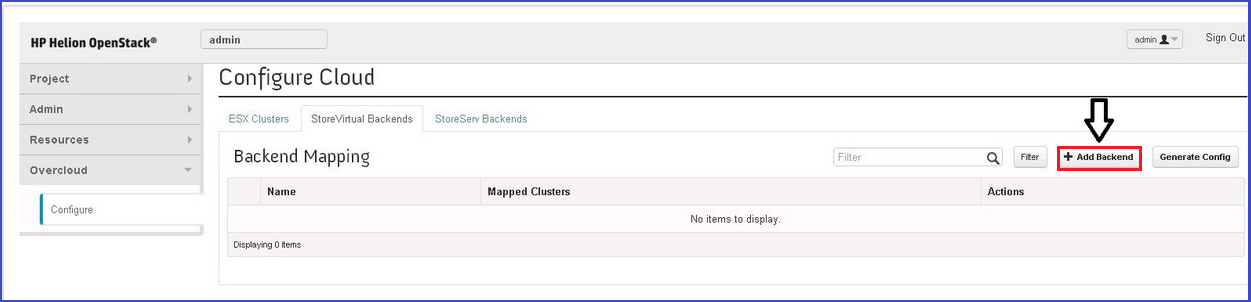 HP Helion OpenStack®
admin
admin
Sign Out
Project
Admin
Resources
Overcloud
Configure
Configure Cloud
ESX Clusters StoreVirtual Backends StoreServ Backends
Backend Mapping
Filter
Filter
+ Add Backend
Generate Config
Name Mapped Clusters Actions
No items to display.
Displaying 0 items